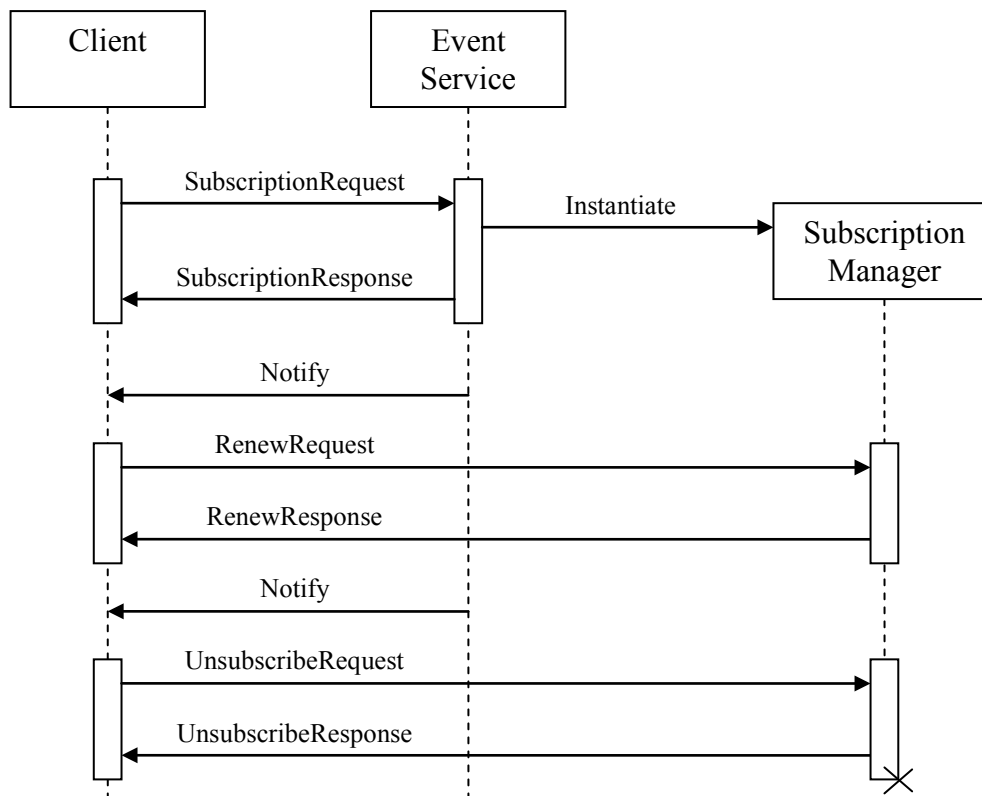 Client
Event
Service
SubscriptionRequest
Instantiate
Subscription
Manager
SubscriptionResponse
Notify
RenewRequest
RenewResponse
Notify
UnsubscribeRequest
UnsubscribeResponse